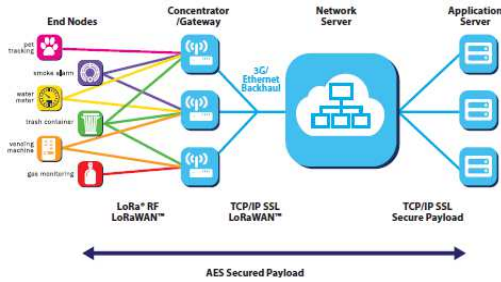 End Nodes
Concentrator
/Gateway
Network
Server
Application
Server
pet
tracking
smoke alarm
water
meter
trash container
vending
machine
gas monitoring
3G/
Ethernet
Backhaul
LoRa® RF
LoRaWAN™
TCP/IP SSL
LoRaWAN™
TCP/IP SSL
Secure Payload
AES Secured Payload